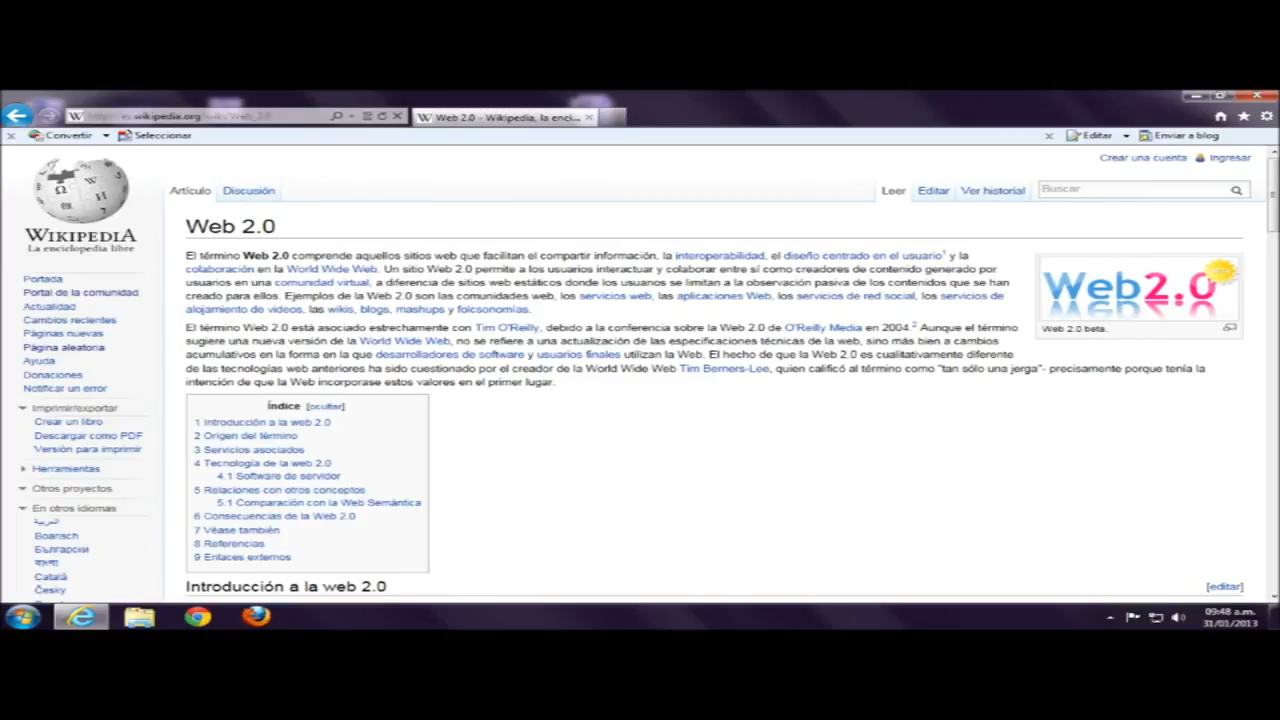 es.wikipedia.org/wiki/Web_2.0
Web 2.0 - Wikipedia, la enci...
Convertir
Seleccionar
Editar
Enviar a blog
Crear una cuenta
Ingresar
WIKIPEDIA
La enciclopedia libre
Artículo
Discusión
Leer
Editar
Ver historial
Buscar
Portada
Portal de la comunidad
Actualidad
Cambios recientes
Páginas nuevas
Página aleatoria
Ayuda
Donaciones
Notificar un error
Imprimir/exportar
Crear un libro
Descargar como PDF
Versión para imprimir
Herramientas
Otros proyectos
En otros idiomas
العربية
Boarisch
Български
বাংলা
Català
Česky
Web 2.0
El término Web 2.0 comprende aquellos sitios web que facilitan el compartir información, la interoperabilidad, el diseño centrado en el usuario1 y la
colaboración en la World Wide Web. Un sitio Web 2.0 permite a los usuarios interactuar y colaborar entre sí como creadores de contenido generado por
usuarios en una comunidad virtual, a diferencia de sitios web estáticos donde los usuarios se limitan a la observación pasiva de los contenidos que se han
creado para ellos. Ejemplos de la Web 2.0 son las comunidades web, los servicios web, las aplicaciones Web, los servicios de red social, los servicios de
alojamiento de videos, las wikis, blogs, mashups y folcsonomías.
El término Web 2.0 está asociado estrechamente con Tim O'Reilly, debido a la conferencia sobre la Web 2.0 de O'Reilly Media en 2004.2 Aunque el término
sugiere una nueva versión de la World Wide Web, no se refiere a una actualización de las especificaciones técnicas de la web, sino más bien a cambios
acumulativos en la forma en la que desarrolladores de software y usuarios finales utilizan la Web. El hecho de que la Web 2.0 es cualitativamente diferente
de las tecnologías web anteriores ha sido cuestionado por el creador de la World Wide Web Tim Berners-Lee, quien calificó al término como "tan sólo una jerga"- precisamente porque tenía la
intención de que la Web incorporase estos valores en el primer lugar.
Web2.0
Web 2.0 beta.
Índice [ocultar]
1 Introducción a la web 2.0
2 Origen del término
3 Servicios asociados
4 Tecnología de la web 2.0
4.1 Software de servidor
5 Relaciones con otros conceptos
5.1 Comparación con la Web Semántica
6 Consecuencias de la Web 2.0
7 Véase también
8 Referencias
9 Enlaces externos
Introducción a la web 2.0
[editar]
09:48 a.m.
31/01/2013